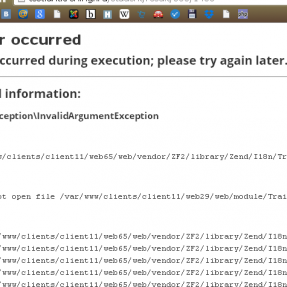 r occurred
ccurred during execution; please try again later.
l information:
ception\InvalidArgumentException
w/clients/client11/web65/web/vendor/ZF2/library/Zend/I18n/Tr
ot open file /var/www/clients/client11/web29/web/module/Trai
/www/clients/client11/web65/web/vendor/ZF2/library/Zend/I18n
/www/clients/client11/web65/web/vendor/ZF2/library/Zend/I18n
/www/clients/client11/web65/web/vendor/ZF2/library/Zend/I18n
/www/clients/client11/web65/web/vendor/ZF2/library/Zend/I18n
/www/clients/client11/web65/web/vendor/ZF2/library/Zend/I18n